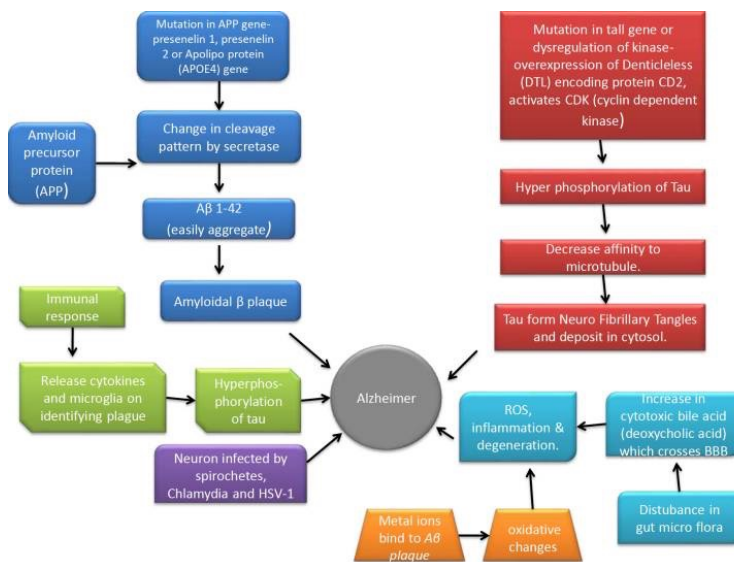 Mutation in APP gene-
presenelin 1, presenelin
2 or Apolipo protein
(APOE4) gene
Amyloid
precursor
protein
(APP)
Change in cleavage
pattern by secretase
Aβ 1-42
(easily aggregate)
Amyloidal β plaque
Immunal
response
Release cytokines
and microglia on
identifying plague
Hyperphos-
phorylation
of tau
Neuron infected by
spirochetes,
Chlamydia and HSV-1
Alzheimer
Mutation in tall gene or
dysregulation of kinase-
overexpression of Denticleless
(DTL) encoding protein CD2,
activates CDK (cyclin dependent
kinase)
Hyper phosphorylation of Tau
Decrease affinity to
microtubule.
Tau form Neuro Fibrillary Tangles
and deposit in cytosol.
ROS,
inflammation &
degeneration.
Increase in
cytotoxic bile acid
(deoxycholic acid)
which crosses BBB
Distubance in
gut micro flora
Metal ions
bind to Aβ
plaque
oxidative
changes